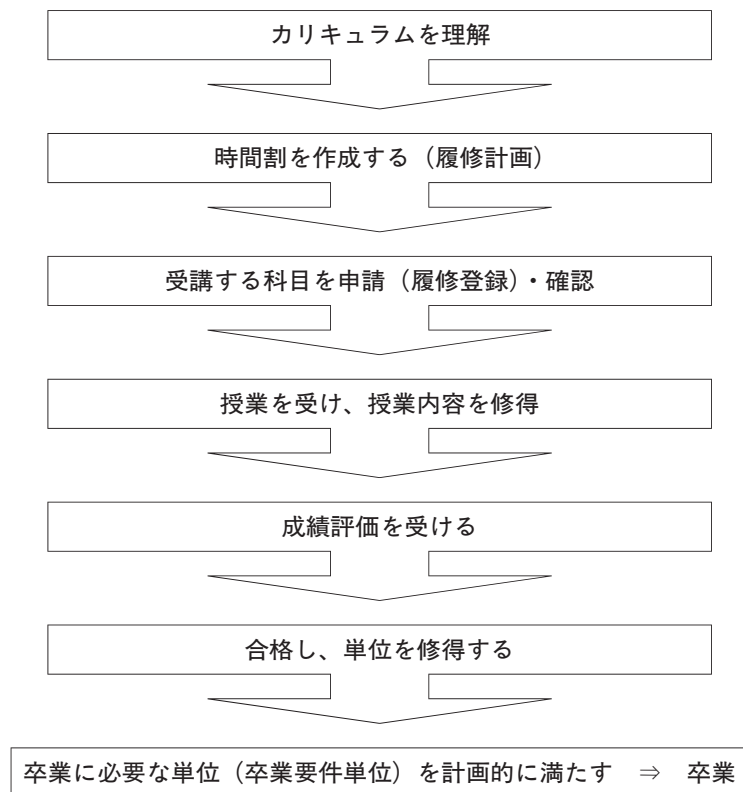 カリキュラムを理解
時間割を作成する（履修計画）
受講する科目を申請（履修登録）・確認
授業を受け、授業内容を修得
成績評価を受ける
合格し、単位を修得する
卒業に必要な単位（卒業要件単位）を計画的に満たす　⇒　卒業